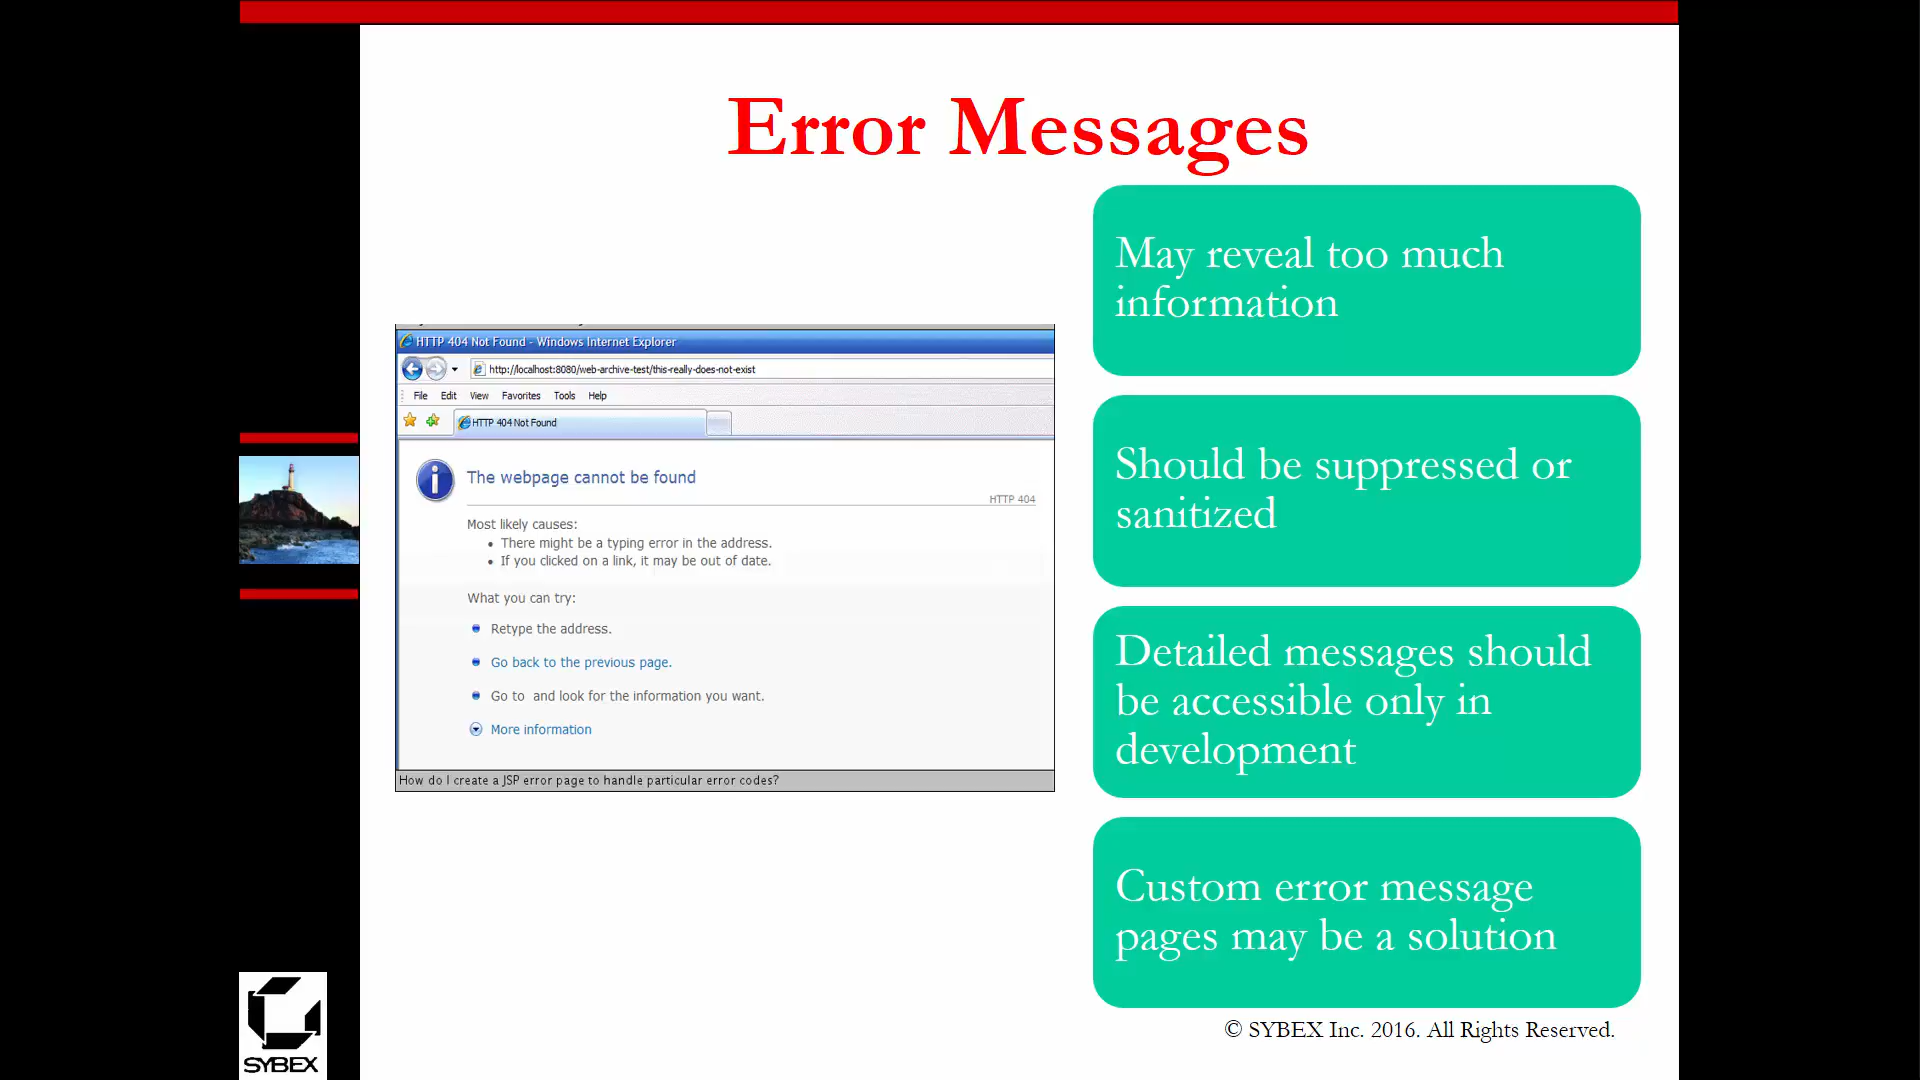 Error Messages
May reveal too much
information
Should be suppressed or
sanitized
Detailed messages should
be accessible only in
development
Custom error message
pages may be a solution
HTTP 404 Not Found - Windows Internet Explorer
http://localhost:8080/web-archive-test/this-really-does-not-exist
File Edit View Favorites Tools Help
HTTP 404 Not Found
The webpage cannot be found
HTTP 404
Most likely causes:
There might be a typing error in the address.
If you clicked on a link, it may be out of date.
What you can try:
Retype the address.
Go back to the previous page.
Go to and look for the information you want.
More information
How do I create a JSP error page to handle particular error codes?
© SYBEX Inc. 2016. All Rights Reserved.
SYBEX